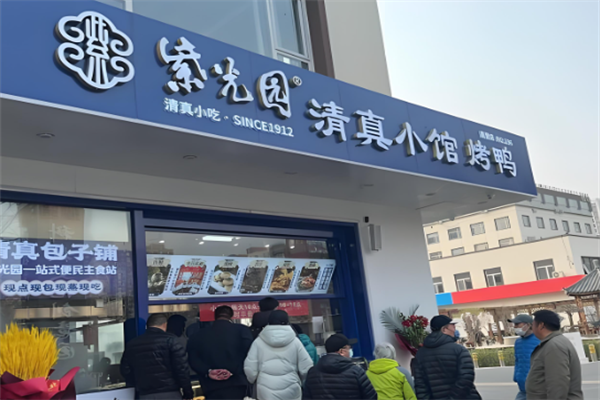 紫光园®
清真小吃·SINCE1912
清真小馆 烤鸭
清真包子铺
光园一站式便民主食站
现点现包现蒸现吃